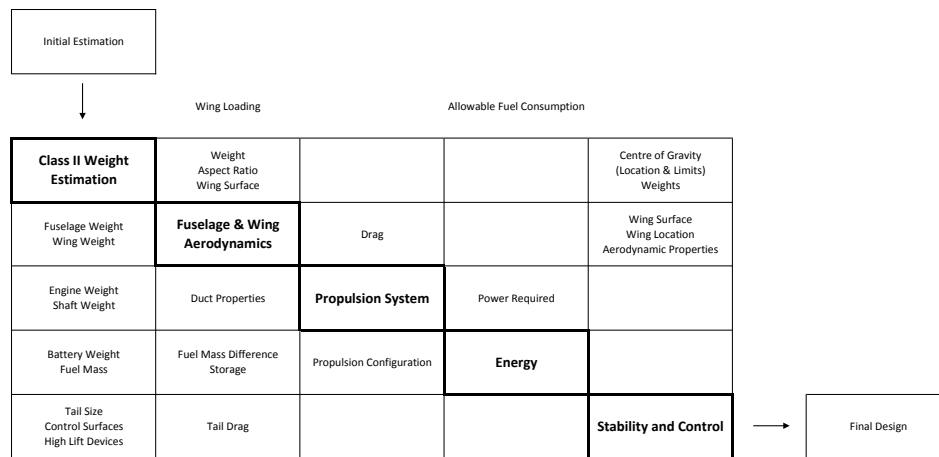 Initial Estimation
Wing Loading
Allowable Fuel Consumption
Class II Weight
Estimation
Weight
Aspect Ratio
Wing Surface
Centre of Gravity
(Location & Limits)
Weights
Fuselage Weight
Wing Weight
Fuselage & Wing
Aerodynamics
Drag
Wing Surface
Wing Location
Aerodynamic Properties
Engine Weight
Shaft Weight
Duct Properties
Propulsion System
Power Required
Battery Weight
Fuel Mass
Fuel Mass Difference
Storage
Propulsion Configuration
Energy
Tail Size
Control Surfaces
High Lift Devices
Tail Drag
Stability and Control
Final Design